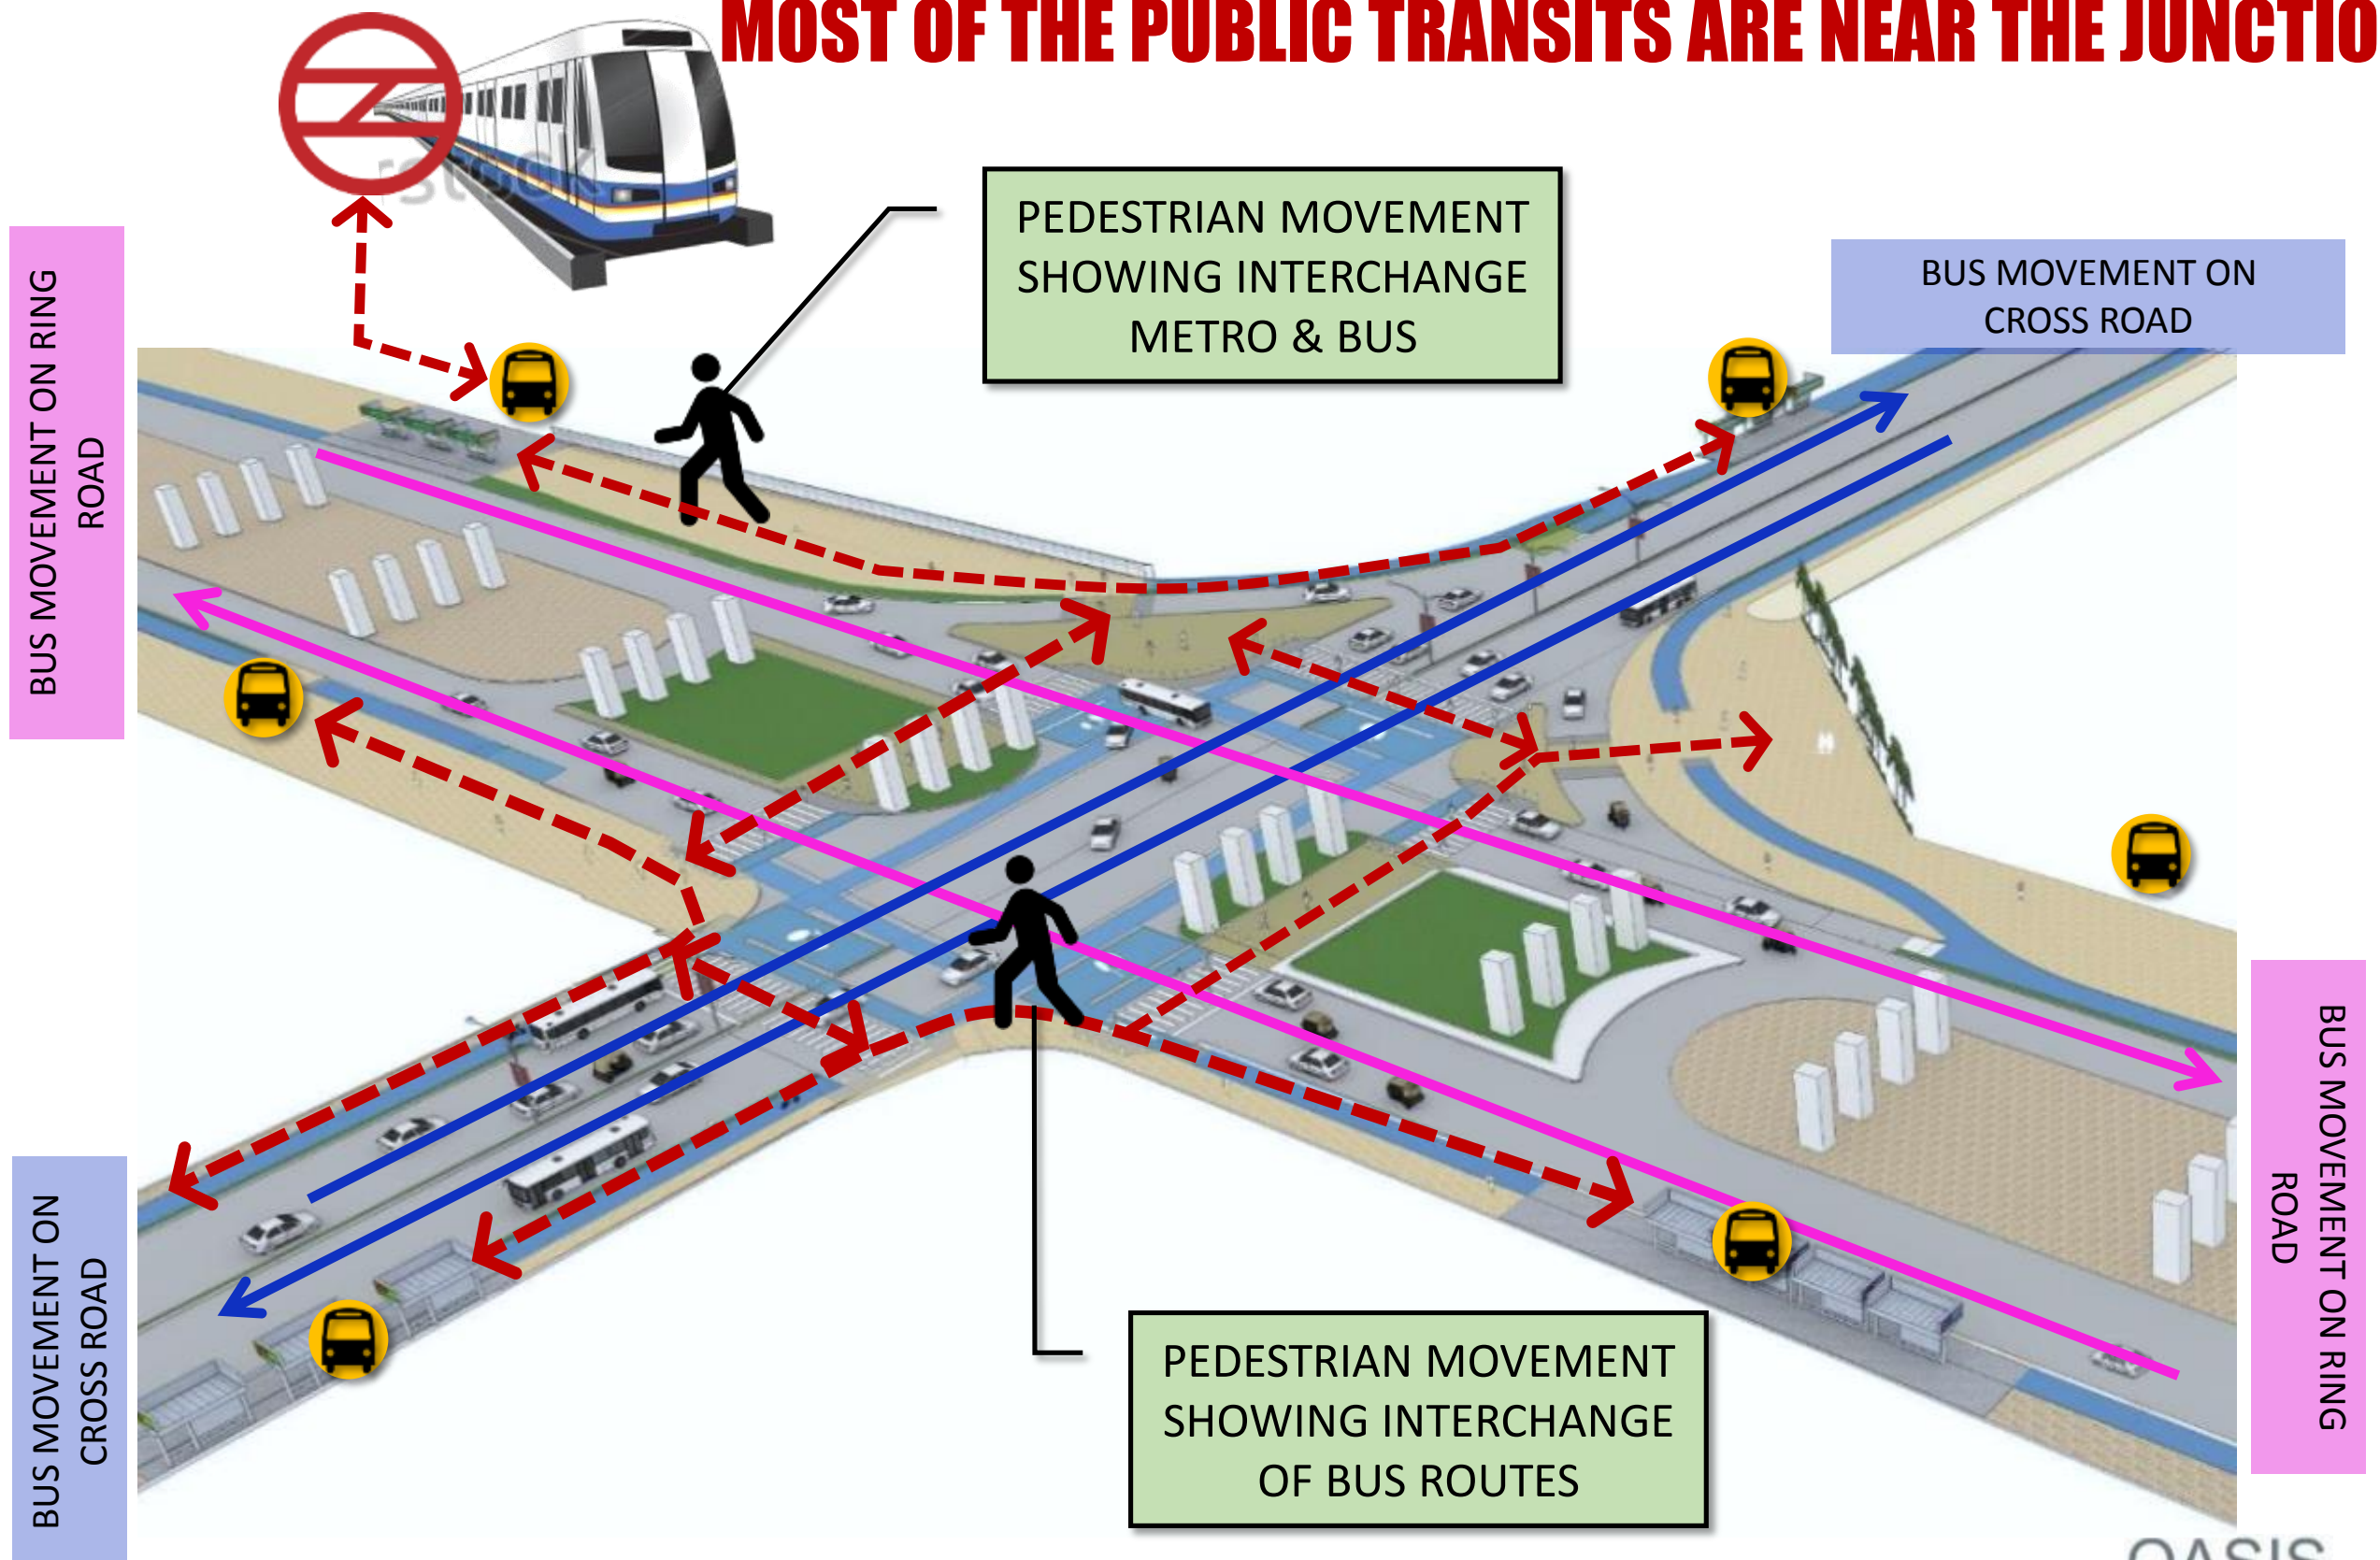 MOST OF THE PUBLIC TRANSITS ARE NEAR THE JUNCTIO
PEDESTRIAN MOVEMENT
SHOWING INTERCHANGE
METRO & BUS
BUS MOVEMENT ON
CROSS ROAD
BUS MOVEMENT ON RING
ROAD
BUS MOVEMENT ON RING
ROAD
BUS MOVEMENT ON
CROSS ROAD
PEDESTRIAN MOVEMENT
SHOWING INTERCHANGE
OF BUS ROUTES
OASIS